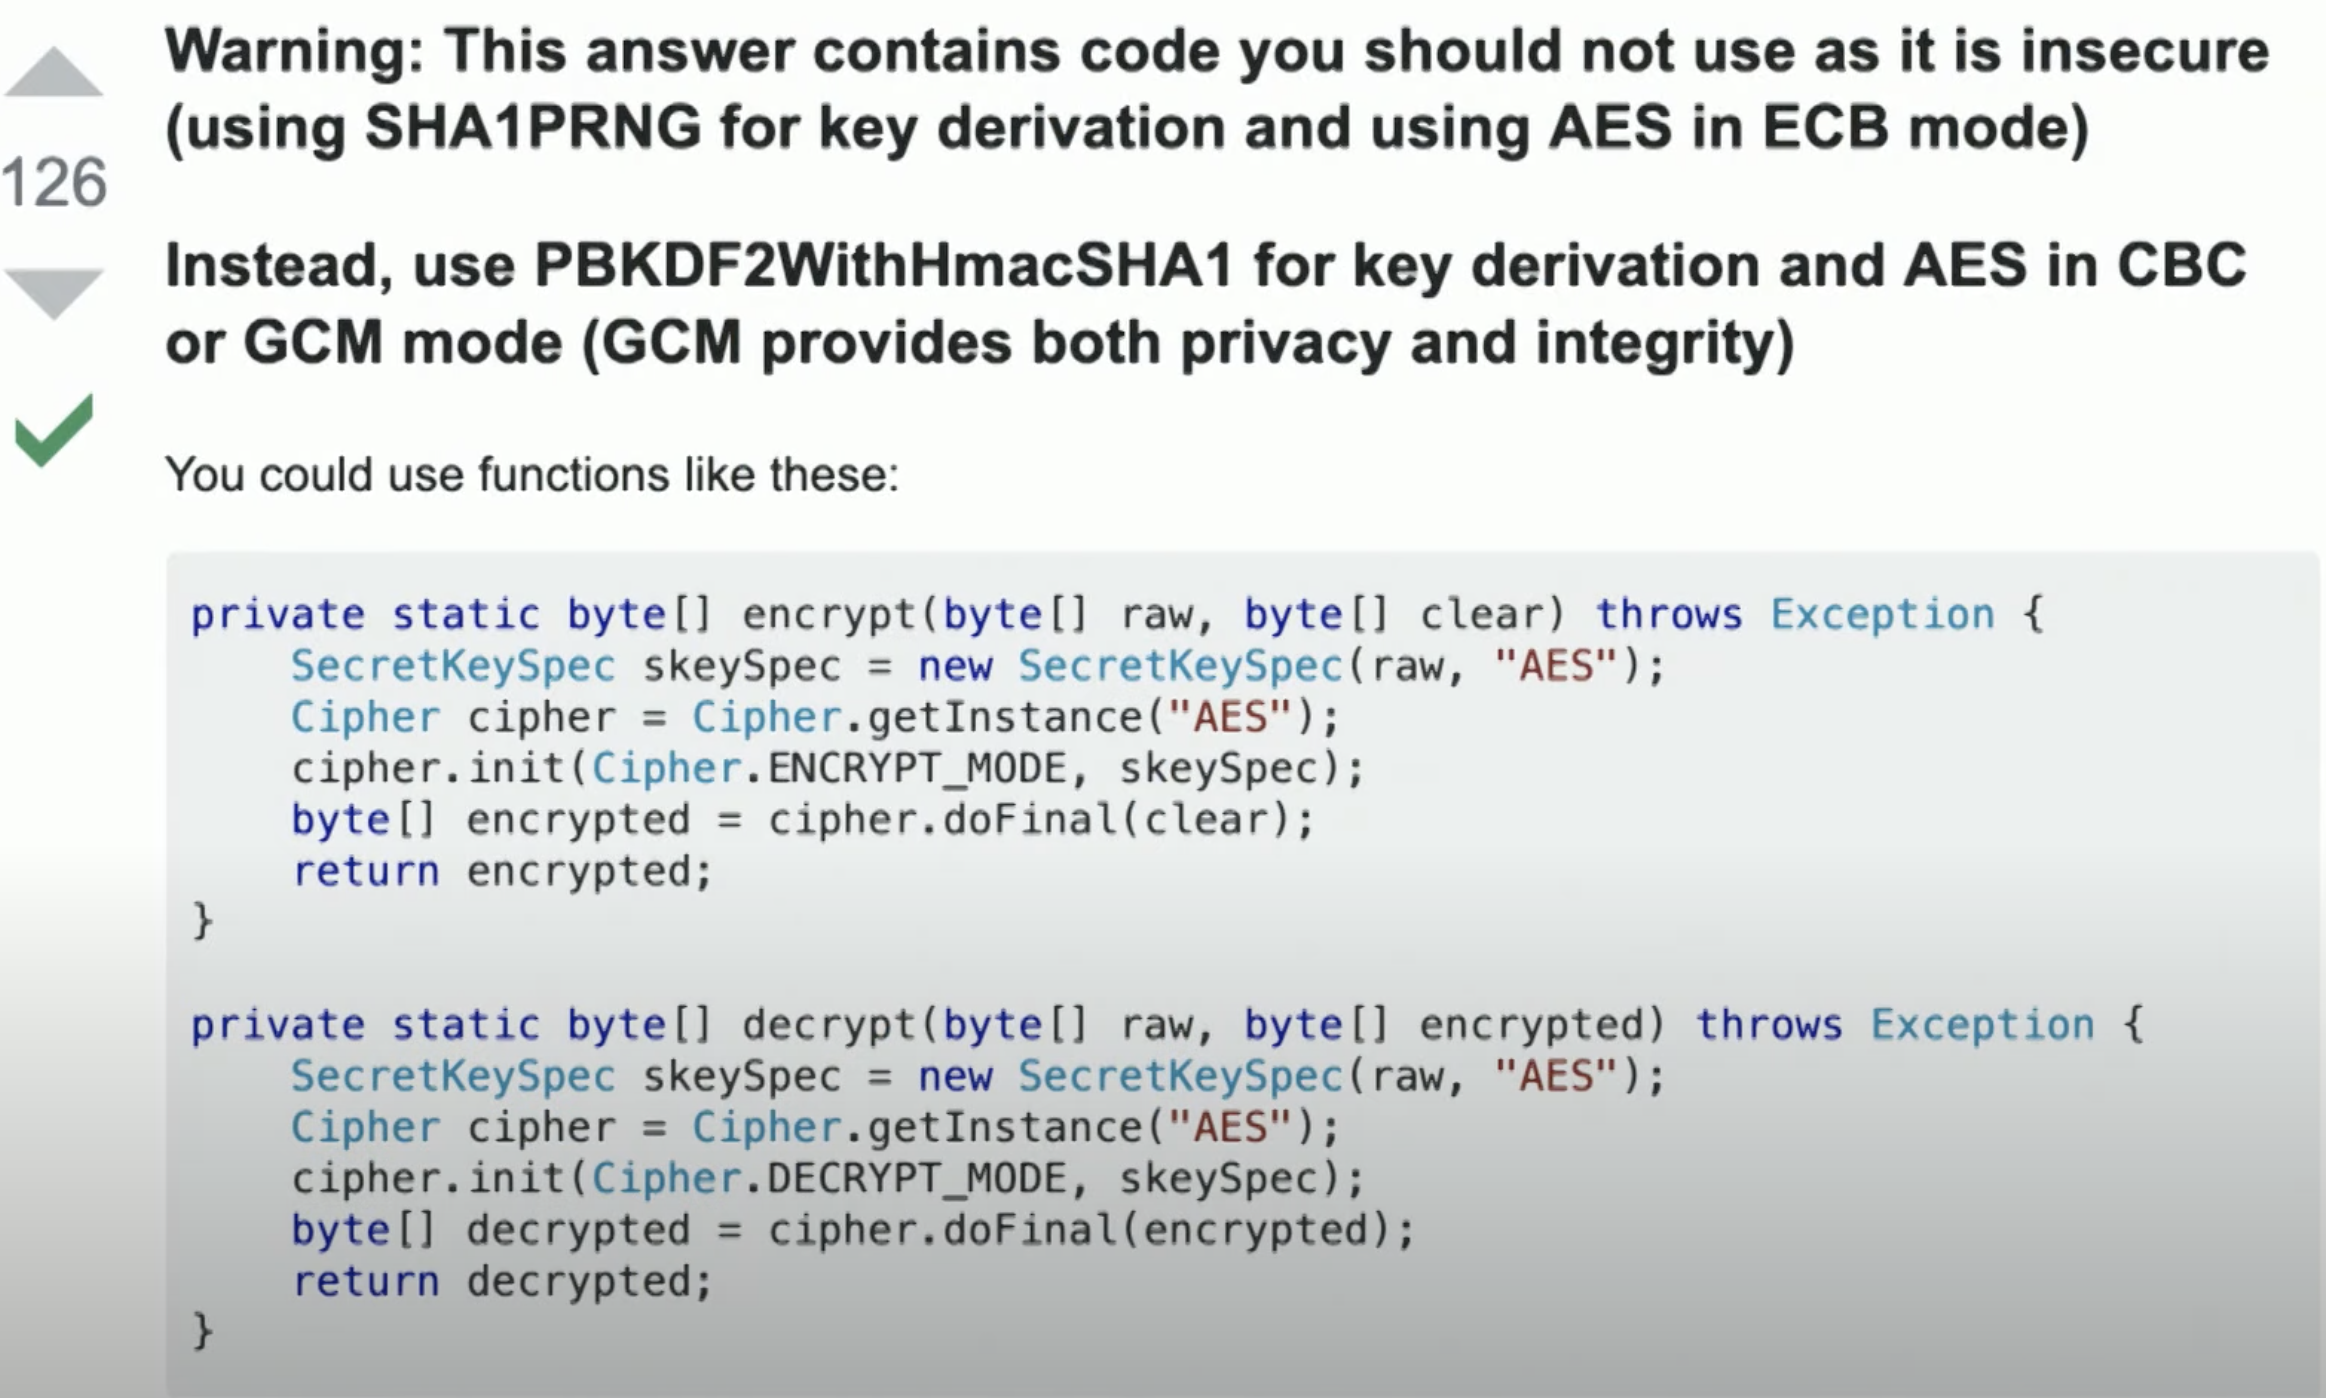 Warning: This answer contains code you should not use as it is insecure
(using SHA1PRNG for key derivation and using AES in ECB mode)
126
Instead, use PBKDF2WithHmacSHA1 for key derivation and AES in CBC
or GCM mode (GCM provides both privacy and integrity)
You could use functions like these:
private static byte[] encrypt(byte[] raw, byte[] clear) throws Exception {
    SecretKeySpec skeySpec = new SecretKeySpec(raw, "AES");
    Cipher cipher = Cipher.getInstance("AES");
    cipher.init(Cipher.ENCRYPT_MODE, skeySpec);
    byte[] encrypted = cipher.doFinal(clear);
    return encrypted;
}
private static byte[] decrypt(byte[] raw, byte[] encrypted) throws Exception {
    SecretKeySpec skeySpec = new SecretKeySpec(raw, "AES");
    Cipher cipher = Cipher.getInstance("AES");
    cipher.init(Cipher.DECRYPT_MODE, skeySpec);
    byte[] decrypted = cipher.doFinal(encrypted);
    return decrypted;
}